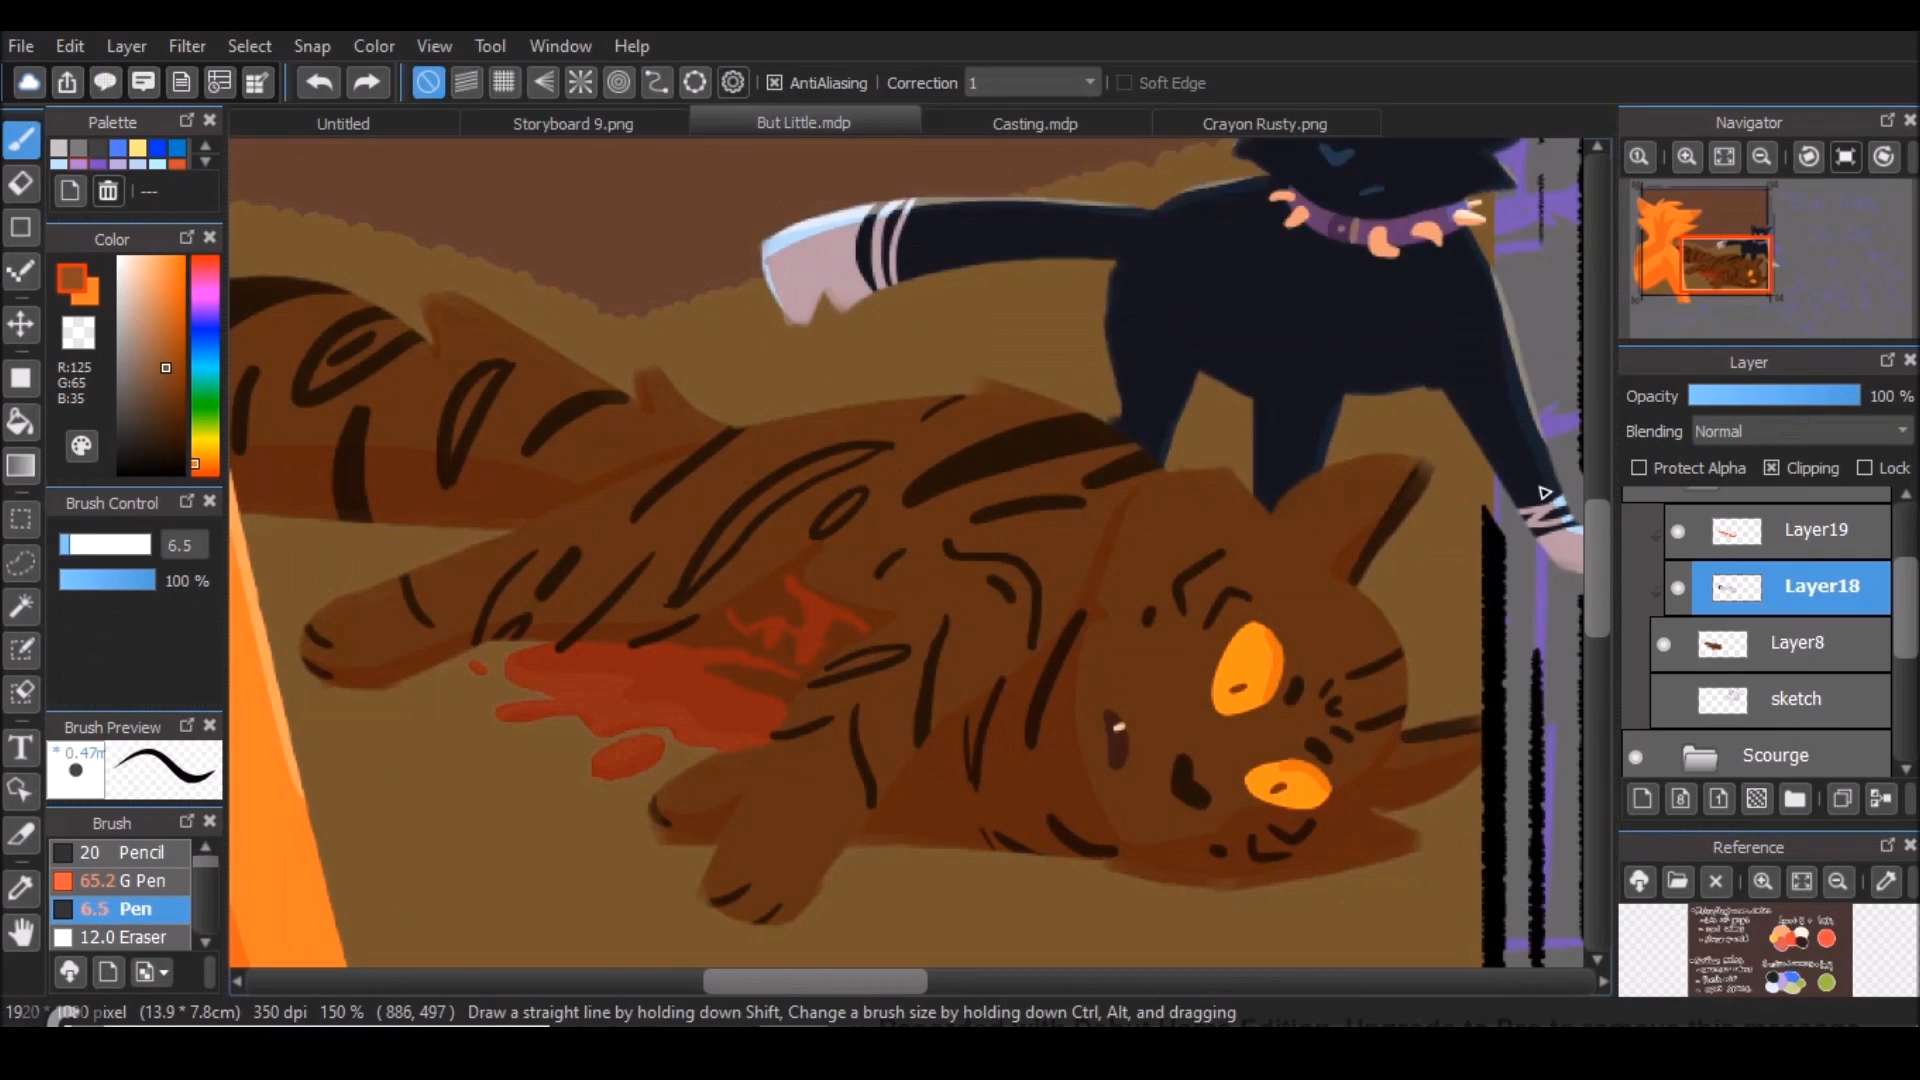 File Edit Layer Filter Select Snap Color View Tool Window Help
AntiAliasing Correction 1 Soft Edge
Palette
Untitled Storyboard 9.png But Little.mdp Casting.mdp Crayon Rusty.png
Navigator
---
Color
R:125
G:65
B:35
Layer
Opacity 100 %
Blending Normal
Protect Alpha Clipping Lock
Layer19
Layer18
Layer8
sketch
Scourge
Brush Control
6.5
100 %
Brush Preview
* 0.47m
Brush
20 Pencil
65.2 G Pen
6.5 Pen
12.0 Eraser
Reference
1920 * 1080 pixel (13.9 * 7.8cm) 350 dpi 150 % ( 886, 497 ) Draw a straight line by holding down Shift, Change a brush size by holding down Ctrl, Alt, and dragging